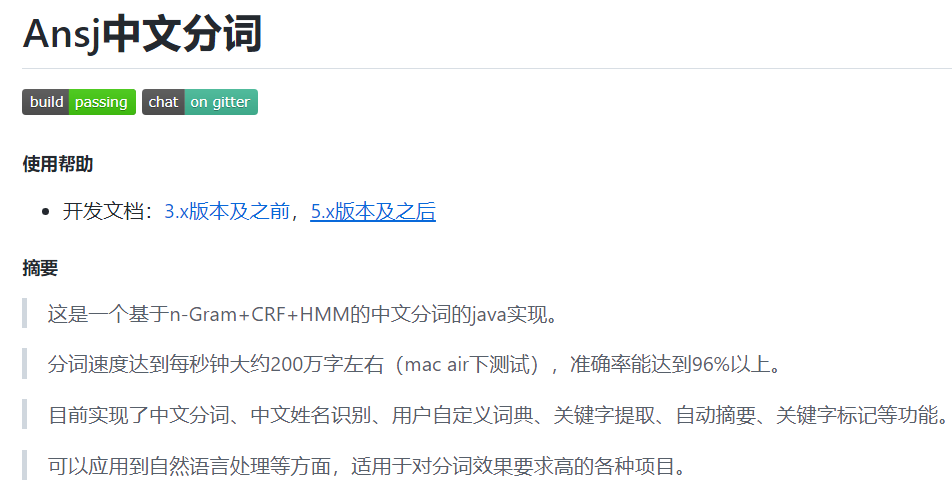 Ansj中文分词
build passing chat on gitter
使用帮助
• 开发文档：3.x版本及之前，5.x版本及之后
摘要
这是一个基于n-Gram+CRF+HMM的中文分词的java实现。
分词速度达到每秒钟大约200万字左右（mac air下测试），准确率能达到96%以上。
目前实现了中文分词、中文姓名识别、用户自定义词典、关键字提取、自动摘要、关键字标记等功能。
可以应用到自然语言处理等方面，适用于对分词效果要求高的各种项目。